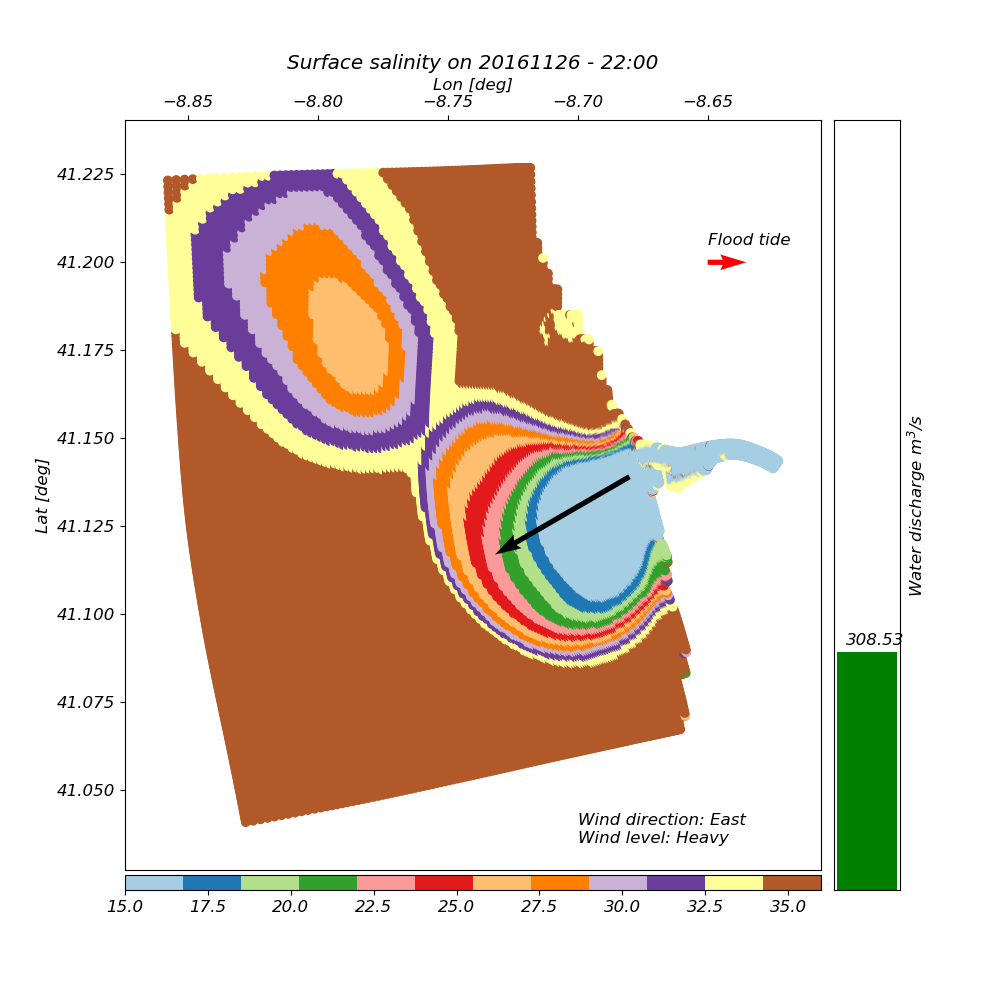 Surface salinity on 20161126 - 22:00
Lon [deg]
−8.85 −8.80 −8.75 −8.70 −8.65
41.225
41.200
41.175
41.150
41.125
41.100
41.075
41.050
Lat [deg]
Flood tide
Wind direction: East
Wind level: Heavy
308.53
Water discharge m³/s
15.0 17.5 20.0 22.5 25.0 27.5 30.0 32.5 35.0